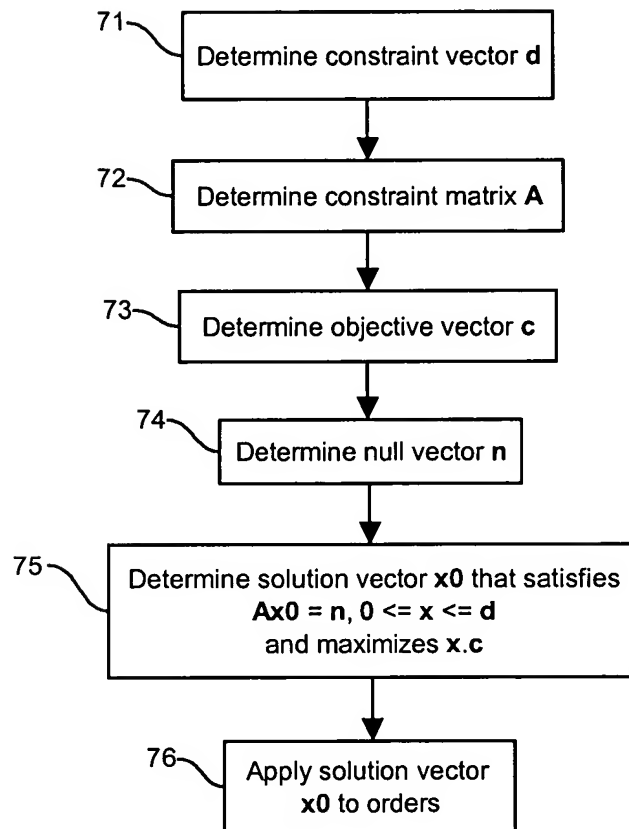 71
Determine constraint vector d
72
Determine constraint matrix A
73
Determine objective vector c
74
Determine null vector n
75
Determine solution vector x0 that satisfies
Ax0 = n, 0 <= x <= d
and maximizes x.c
76
Apply solution vector
x0 to orders